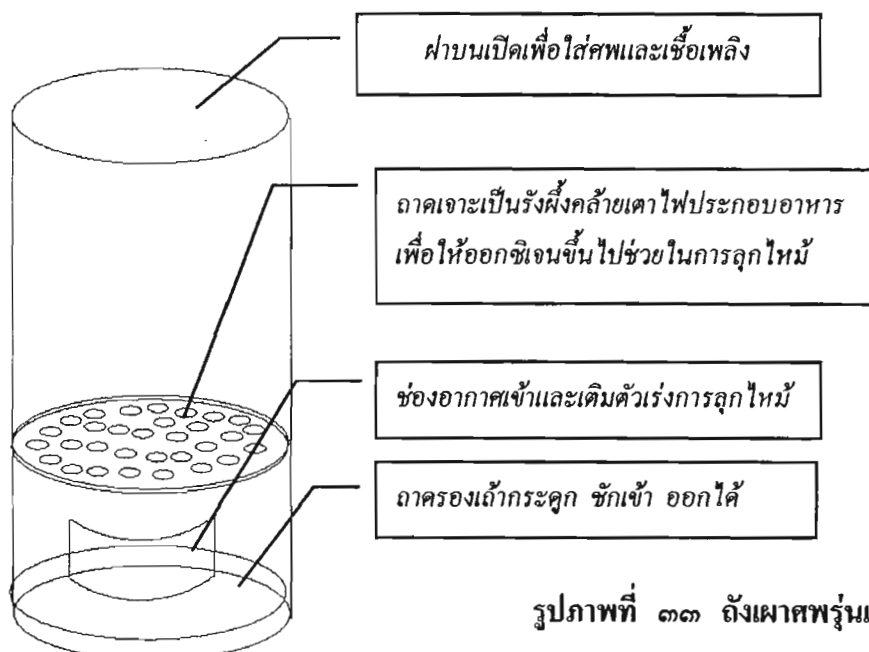 ฝาบนเปิดเพื่อใส่ศพและเชื้อเพลิง
ถาดเจาะเป็นรังผึ้งคล้ายเตาไฟประกอบอาหาร
เพื่อให้ออกซิเจนขึ้นไปช่วยในการลุกไหม้
ช่องอากาศเข้าและเติมตัวเร่งการลุกไหม้
ถาดรองเถ้ากระดูก ชักเข้า ออกได้
รูปภาพที่ ๓๓ ถังเผาศพรุ่น